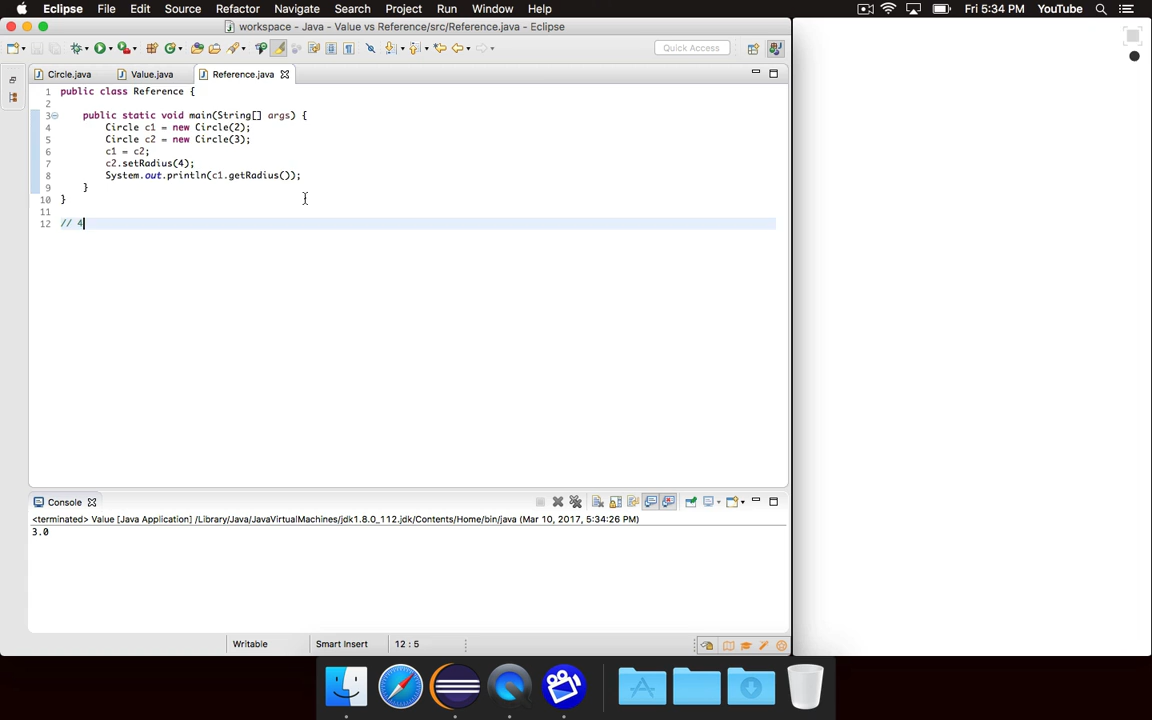 Eclipse File Edit Source Refactor Navigate Search Project Run Window Help Fri 5:34 PM YouTube
workspace - Java - Value vs Reference/src/Reference.java - Eclipse
Quick Access
Circle.java Value.java Reference.java
1 public class Reference {
2
3 public static void main(String[] args) {
4 Circle c1 = new Circle(2);
5 Circle c2 = new Circle(3);
6 c1 = c2;
7 c2.setRadius(4);
8 System.out.println(c1.getRadius());
9 }
10 }
11
12 // 4
Console
<terminated> Value [Java Application] /Library/Java/JavaVirtualMachines/jdk1.8.0_112.jdk/Contents/Home/bin/java (Mar 10, 2017, 5:34:26 PM)
3.0
Writable Smart Insert 12 : 5